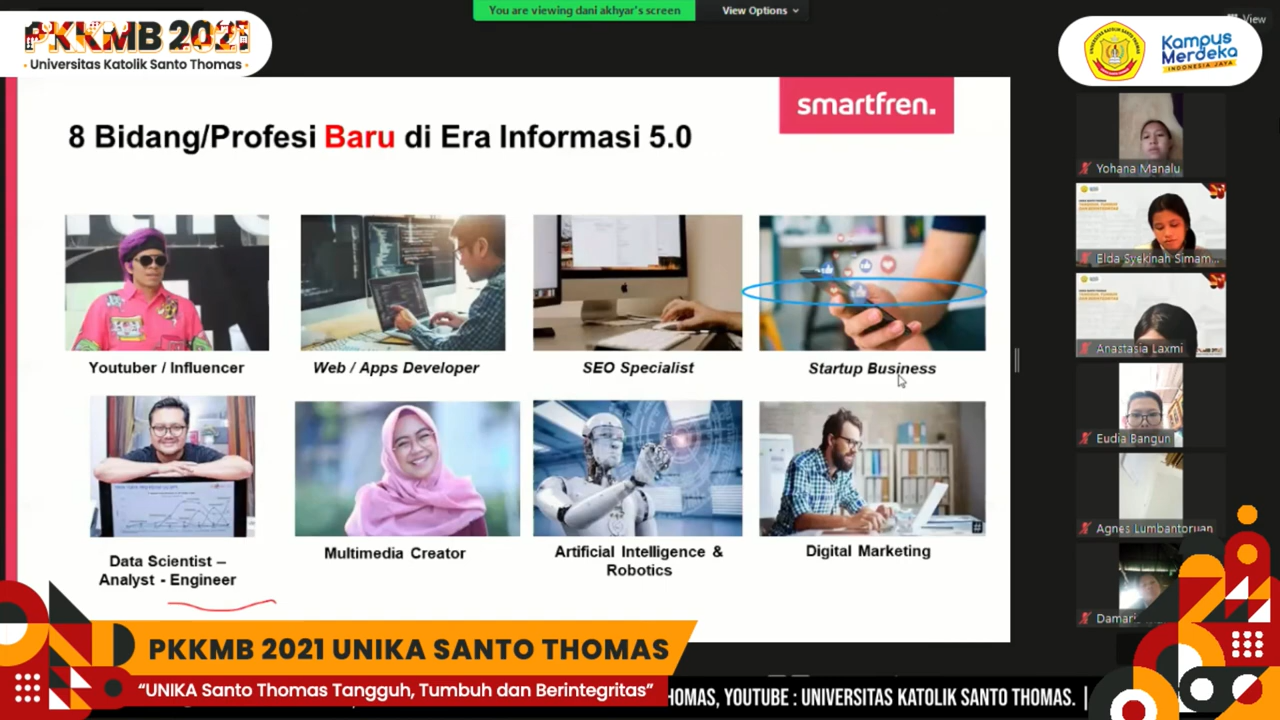 You are viewing dani akhyar's screen
View Options
View
PKKMB 2021
Universitas Katolik Santo Thomas
Kampus
Merdeka
INDONESIA JAYA
smartfren.
8 Bidang/Profesi Baru di Era Informasi 5.0
Youtuber / Influencer
Web / Apps Developer
SEO Specialist
Startup Business
Data Scientist –
Analyst - Engineer
Multimedia Creator
Artificial Intelligence &
Robotics
Digital Marketing
Yohana Manalu
Elda Syekinah Simam...
Anastasia Laxmi
Eudia Bangun
Agnes Lumbantoruan
Damari
PKKMB 2021 UNIKA SANTO THOMAS
“UNIKA Santo Thomas Tangguh, Tumbuh dan Berintegritas”
HOMAS, YOUTUBE : UNIVERSITAS KATOLIK SANTO THOMAS. |